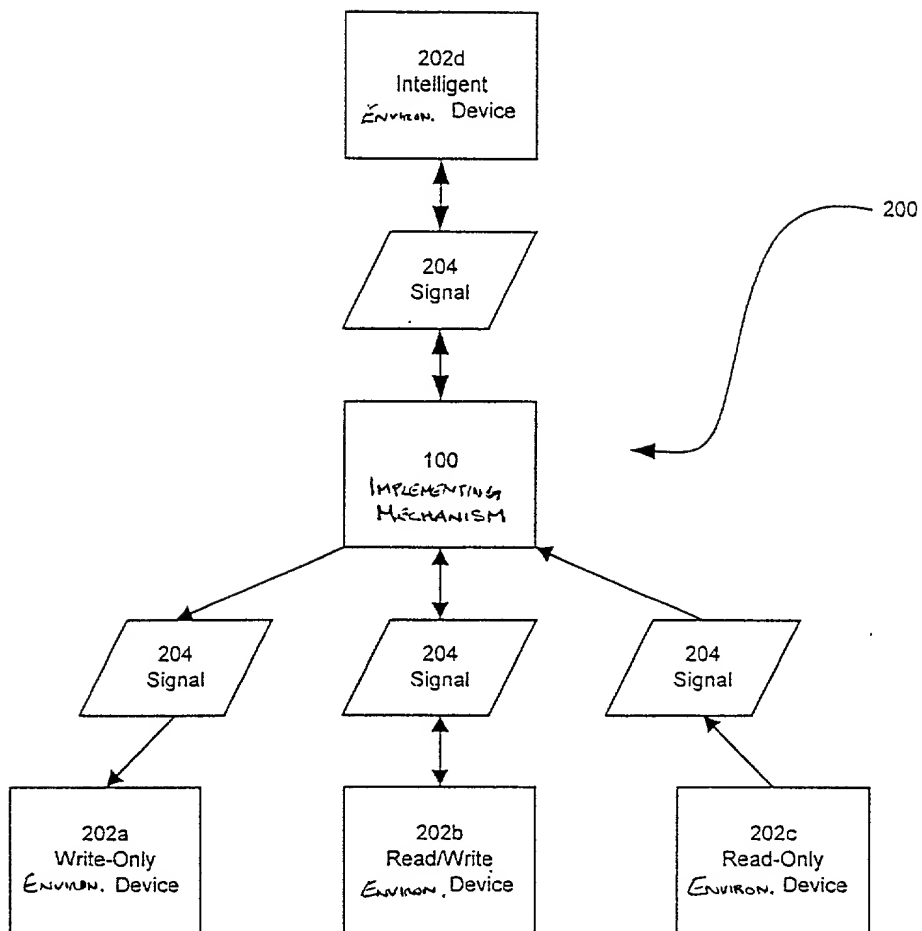 202d
Intelligent
ENVIRON. Device
200
204
Signal
100
IMPLEMENTING
MECHANISM
204
Signal
204
Signal
204
Signal
202a
Write-Only
ENVIRON. Device
202b
Read/Write
ENVIRON. Device
202c
Read-Only
ENVIRON. Device